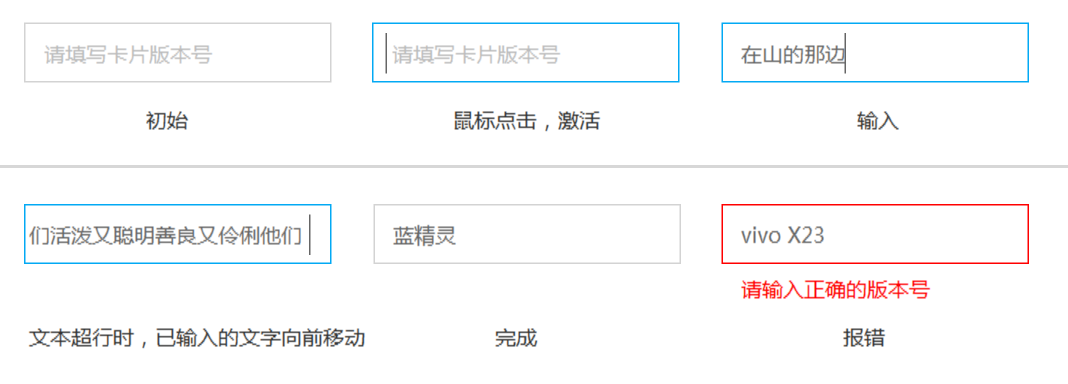 请填写卡片版本号
请填写卡片版本号
在山的那边
初始
鼠标点击，激活
输入
们活泼又聪明善良又伶俐他们
蓝精灵
vivo X23
请输入正确的版本号
文本超行时，已输入的文字向前移动
完成
报错